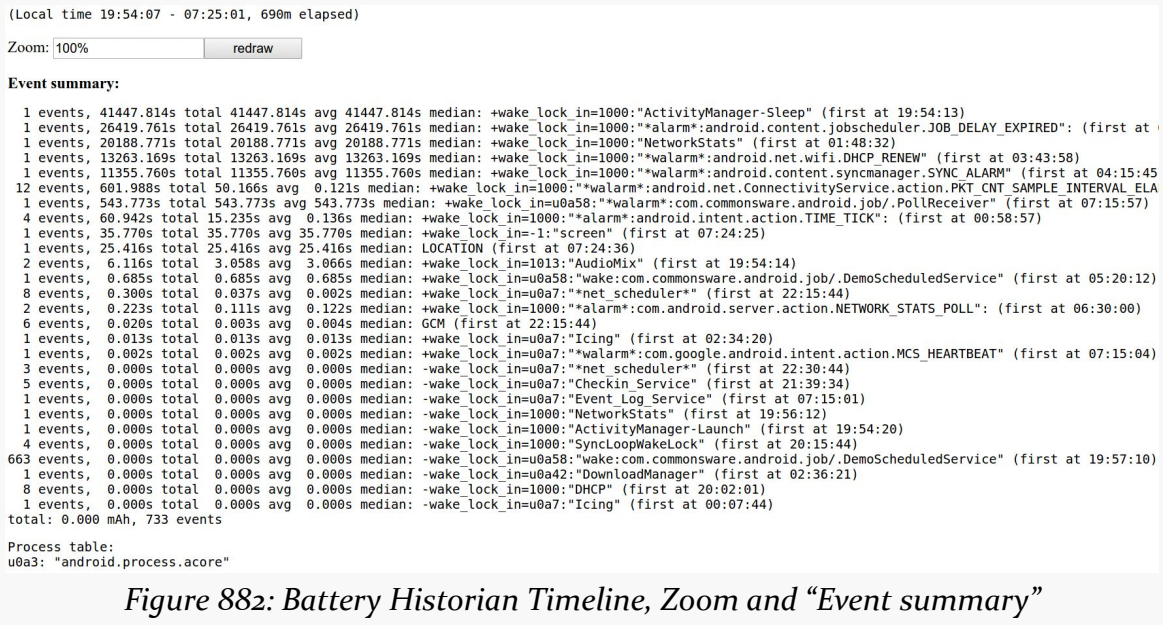 (Local time 19:54:07 - 07:25:01, 690m elapsed)
Zoom: 100% redraw
Event summary:
1 events, 41447.814s total 41447.814s avg 41447.814s median: +wake_lock_in=1000:"ActivityManager-Sleep" (first at 19:54:13)
1 events, 26419.761s total 26419.761s avg 26419.761s median: +wake_lock_in=1000:"*alarm*:android.content.jobscheduler.JOB_DELAY_EXPIRED": (first at
1 events, 20188.771s total 20188.771s avg 20188.771s median: +wake_lock_in=1000:"NetworkStats" (first at 01:48:32)
1 events, 13263.169s total 13263.169s avg 13263.169s median: +wake_lock_in=1000:"*walarm*:android.net.wifi.DHCP_RENEW" (first at 03:43:58)
1 events, 11355.760s total 11355.760s avg 11355.760s median: +wake_lock_in=1000:"*walarm*:android.content.syncmanager.SYNC_ALARM" (first at 04:15:45
12 events, 601.988s total 50.166s avg 0.121s median: +wake_lock_in=1000:"*walarm*:android.net.ConnectivityService.action.PKT_CNT_SAMPLE_INTERVAL_ELA
1 events, 543.773s total 543.773s avg 543.773s median: +wake_lock_in=u0a58:"*walarm*:com.commonsware.android.job/.PollReceiver" (first at 07:15:57)
4 events, 60.942s total 15.235s avg 0.136s median: +wake_lock_in=1000:"*alarm*:android.intent.action.TIME_TICK": (first at 00:58:57)
1 events, 35.770s total 35.770s avg 35.770s median: +wake_lock_in=-1:"screen" (first at 07:24:25)
1 events, 25.416s total 25.416s avg 25.416s median: LOCATION (first at 07:24:36)
2 events, 6.116s total 3.058s avg 3.066s median: +wake_lock_in=1013:"AudioMix" (first at 19:54:14)
1 events, 0.685s total 0.685s avg 0.685s median: +wake_lock_in=u0a58:"wake:com.commonsware.android.job/.DemoScheduledService" (first at 05:20:12)
8 events, 0.300s total 0.037s avg 0.002s median: +wake_lock_in=u0a7:"*net_scheduler*" (first at 22:15:44)
2 events, 0.223s total 0.111s avg 0.122s median: +wake_lock_in=1000:"*alarm*:com.android.server.action.NETWORK_STATS_POLL": (first at 06:30:00)
6 events, 0.020s total 0.003s avg 0.004s median: GCM (first at 22:15:44)
1 events, 0.013s total 0.013s avg 0.013s median: +wake_lock_in=u0a7:"Icing" (first at 02:34:20)
1 events, 0.002s total 0.002s avg 0.002s median: +wake_lock_in=u0a7:"*walarm*:com.google.android.intent.action.MCS_HEARTBEAT" (first at 07:15:04)
3 events, 0.000s total 0.000s avg 0.000s median: -wake_lock_in=u0a7:"*net_scheduler*" (first at 22:30:44)
5 events, 0.000s total 0.000s avg 0.000s median: -wake_lock_in=u0a7:"Checkin_Service" (first at 21:39:34)
1 events, 0.000s total 0.000s avg 0.000s median: -wake_lock_in=u0a7:"Event_Log_Service" (first at 07:15:01)
1 events, 0.000s total 0.000s avg 0.000s median: -wake_lock_in=1000:"NetworkStats" (first at 19:56:12)
1 events, 0.000s total 0.000s avg 0.000s median: -wake_lock_in=1000:"ActivityManager-Launch" (first at 19:54:20)
4 events, 0.000s total 0.000s avg 0.000s median: -wake_lock_in=1000:"SyncLoopWakeLock" (first at 20:15:44)
663 events, 0.000s total 0.000s avg 0.000s median: -wake_lock_in=u0a58:"wake:com.commonsware.android.job/.DemoScheduledService" (first at 19:57:10)
1 events, 0.000s total 0.000s avg 0.000s median: -wake_lock_in=u0a42:"DownloadManager" (first at 02:36:21)
8 events, 0.000s total 0.000s avg 0.000s median: -wake_lock_in=1000:"DHCP" (first at 20:02:01)
1 events, 0.000s total 0.000s avg 0.000s median: -wake_lock_in=u0a7:"Icing" (first at 00:07:44)
total: 0.000 mAh, 733 events
Process table:
u0a3: "android.process.acore"
Figure 882: Battery Historian Timeline, Zoom and “Event summary”